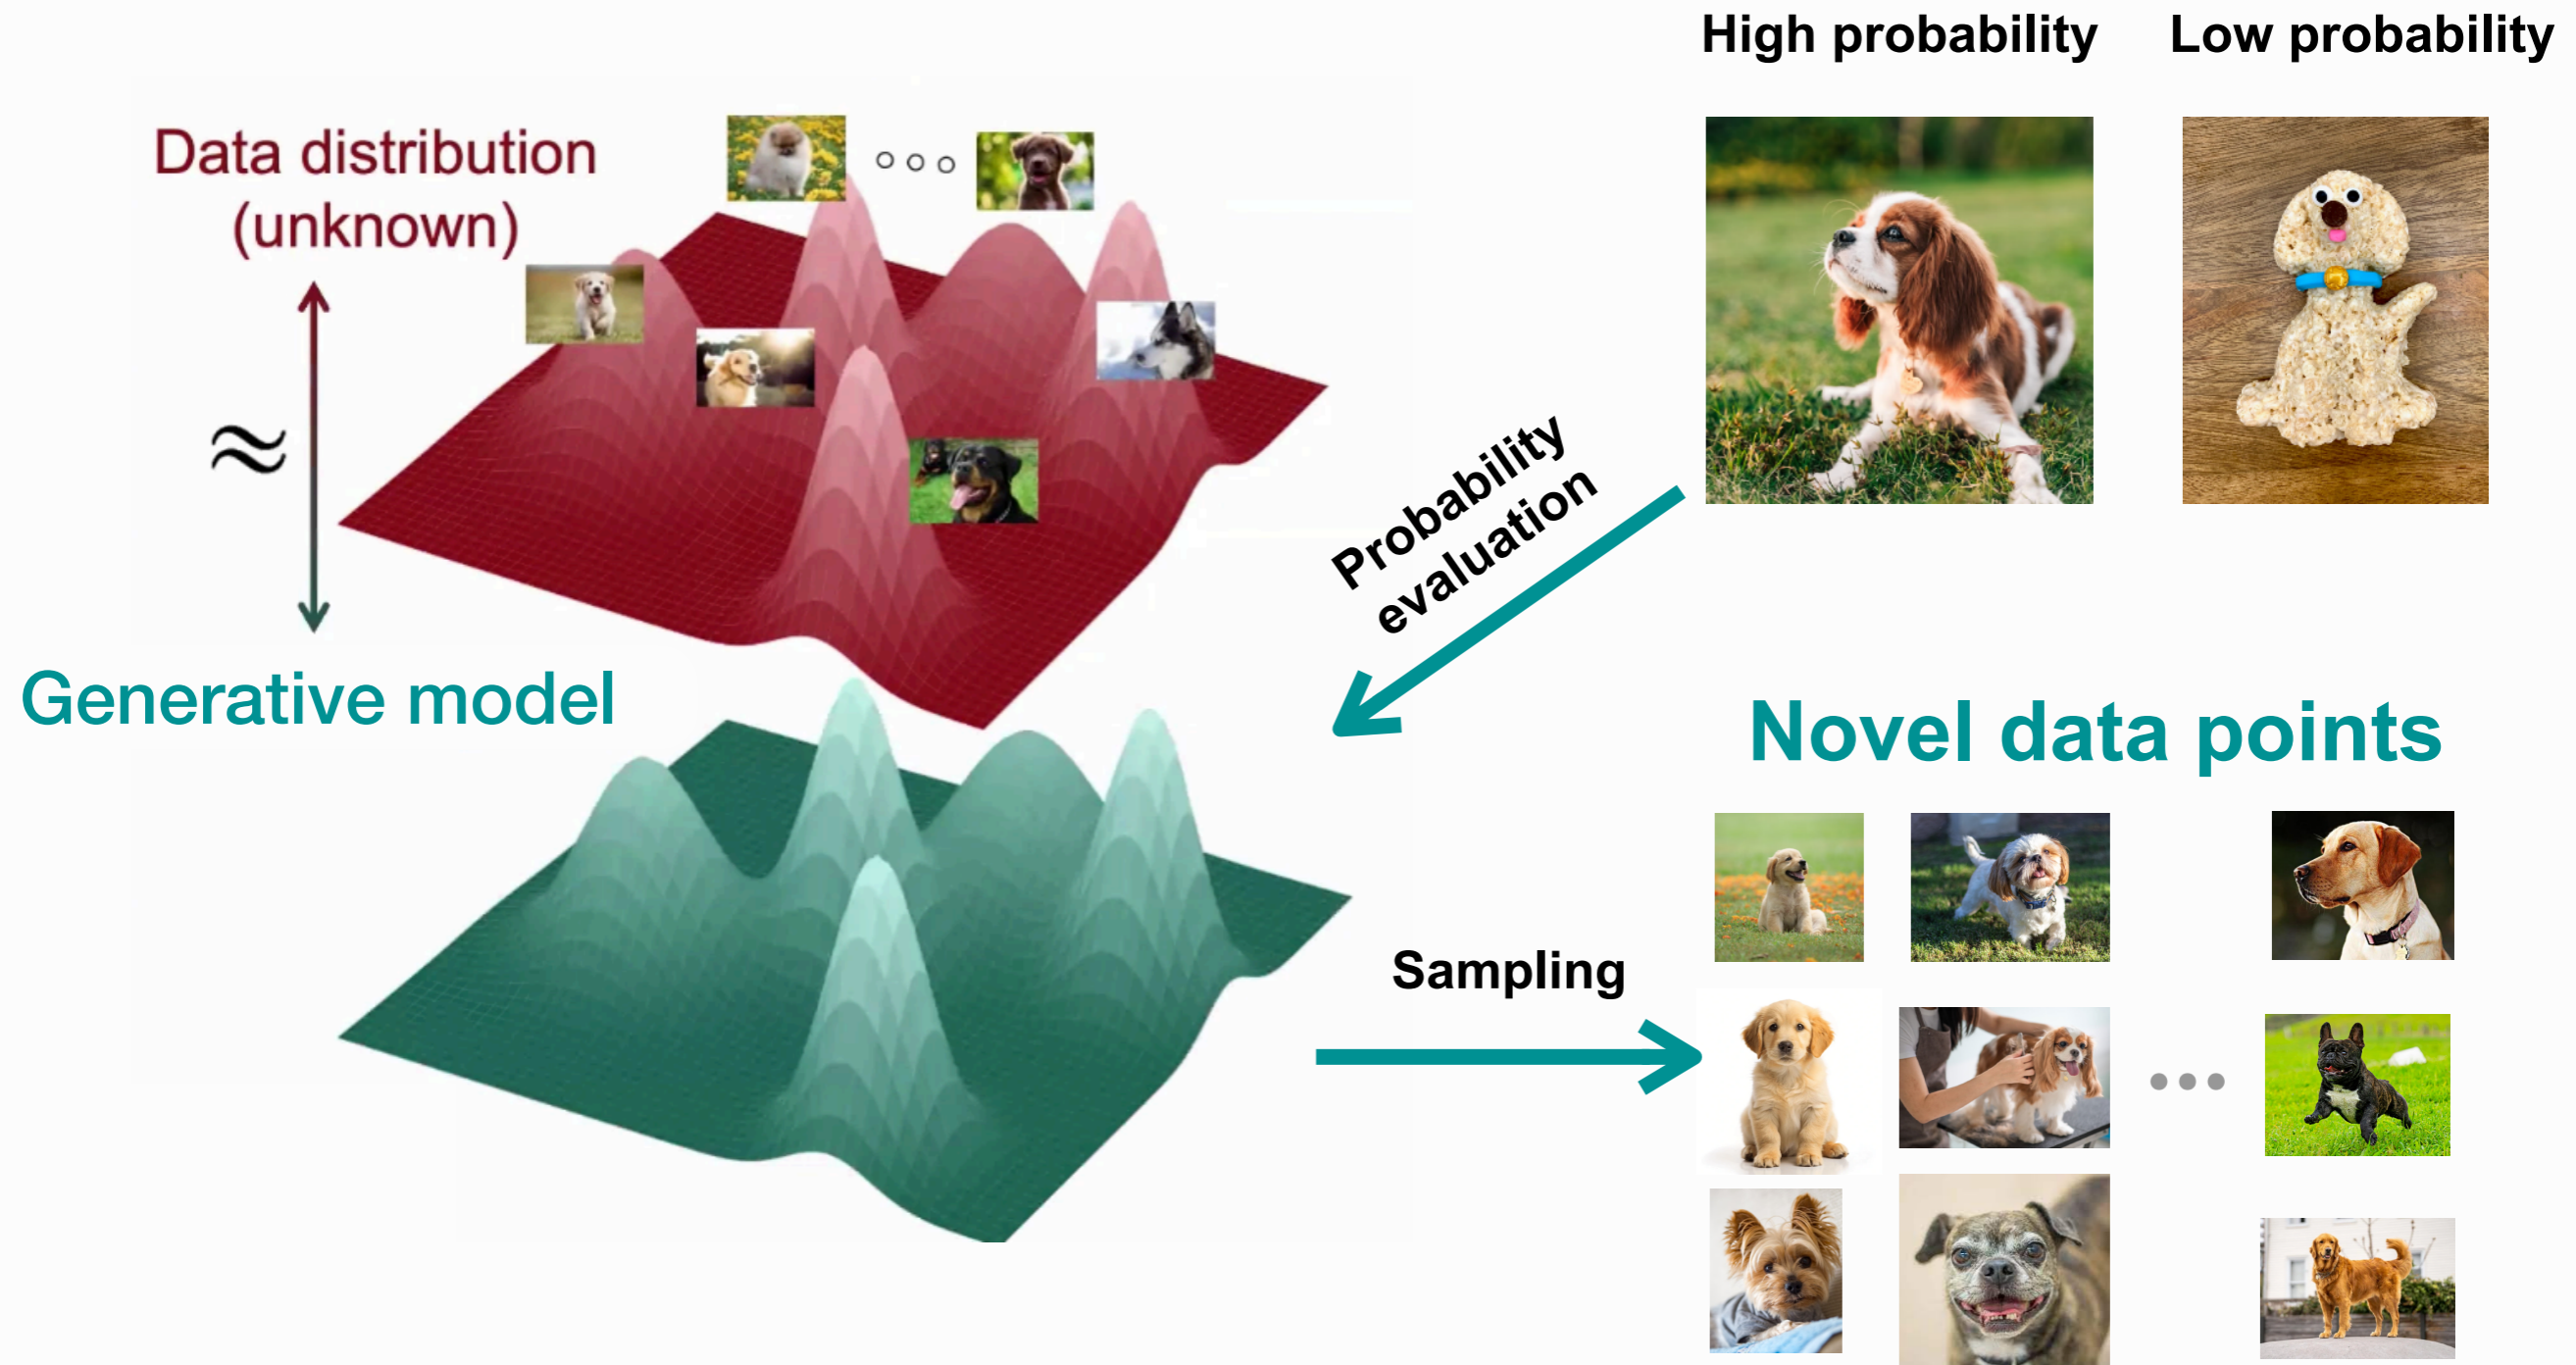 High probability
Low probability
Data distribution
(unknown)
≈
Probability
evaluation
Generative model
Novel data points
Sampling